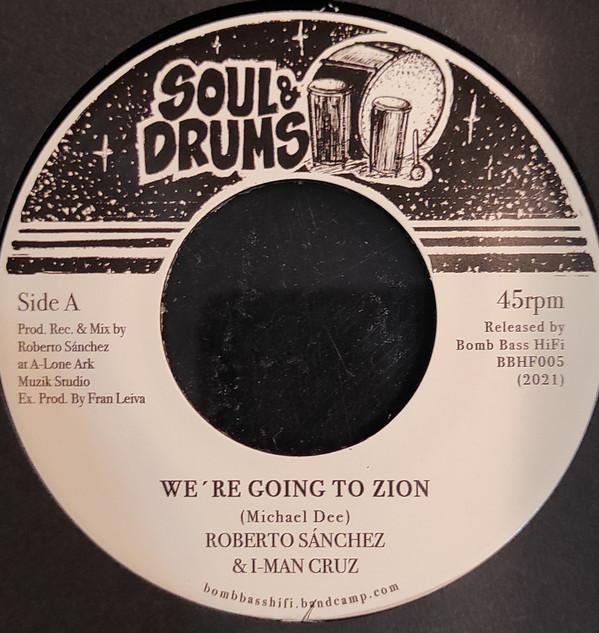 SOUL &
DRUMS
Side A
Prod. Rec. & Mix by
Roberto Sánchez
at A-Lone Ark
Muzik Studio
Ex. Prod. By Fran Leiva
45rpm
Released by
Bomb Bass HiFi
BBHF005
(2021)
WE´RE GOING TO ZION
(Michael Dee)
ROBERTO SÁNCHEZ
& I-MAN CRUZ
bombbasshifi.bandcamp.com